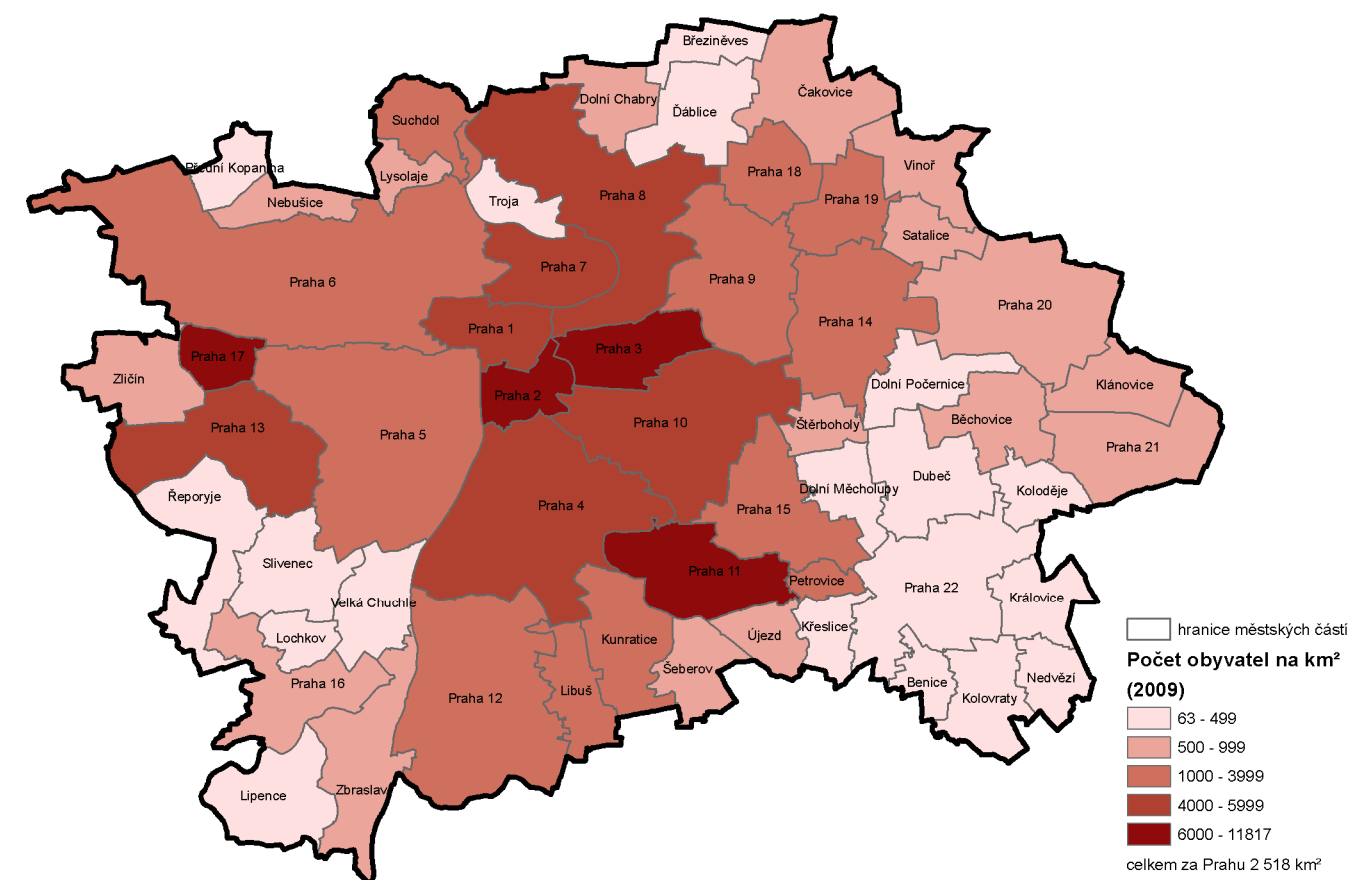 Březiněves
Dolní Chabry
Čakovice
Ďáblice
Suchdol
Přední Kopanina
Lysolaje
Nebušice
Troja
Praha 8
Praha 18
Vinoř
Praha 19
Satalice
Praha 7
Praha 6
Praha 9
Praha 20
Praha 1
Praha 14
Praha 3
Praha 17
Zličín
Praha 2
Dolní Počernice
Klánovice
Praha 13
Praha 5
Praha 10
Štěrboholy
Běchovice
Praha 21
Řeporyje
Dolní Měcholupy
Dubeč
Koloděje
Praha 4
Praha 15
Slivenec
Praha 11
Petrovice
Praha 22
Královice
Velká Chuchle
Lochkov
Kunratice
Újezd
Křeslice
Šeberov
Praha 16
Praha 12
Libuš
Benice
Kolovraty
Nedvězí
Lipence
Zbraslav
hranice městských částí
Počet obyvatel na km²
(2009)
63 - 499
500 - 999
1000 - 3999
4000 - 5999
6000 - 11817
celkem za Prahu 2 518 km²